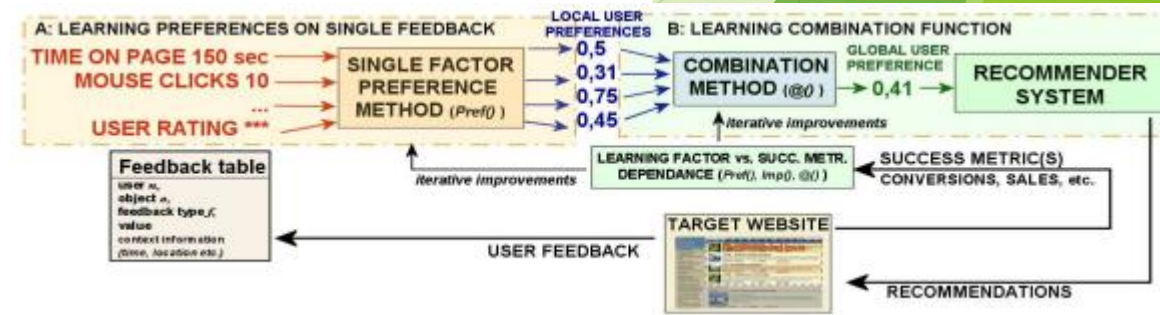 A: LEARNING PREFERENCES ON SINGLE FEEDBACK
TIME ON PAGE 150 sec
MOUSE CLICKS 10
...
USER RATING ***
SINGLE FACTOR
PREFERENCE
METHOD (Pref() )
LOCAL USER
PREFERENCES
0,5
0,31
0,75
0,45
B: LEARNING COMBINATION FUNCTION
COMBINATION
METHOD (@() )
GLOBAL USER
PREFERENCE
0,41
RECOMMENDER
SYSTEM
iterative improvements
iterative improvements
LEARNING FACTOR vs. SUCC. METR.
DEPENDANCE (Pref(), Imp(), @() )
SUCCESS METRIC(S)
CONVERSIONS, SALES, etc.
Feedback table
user
object
feedback type
value
context information
(time, location etc.)
USER FEEDBACK
TARGET WEBSITE
RECOMMENDATIONS